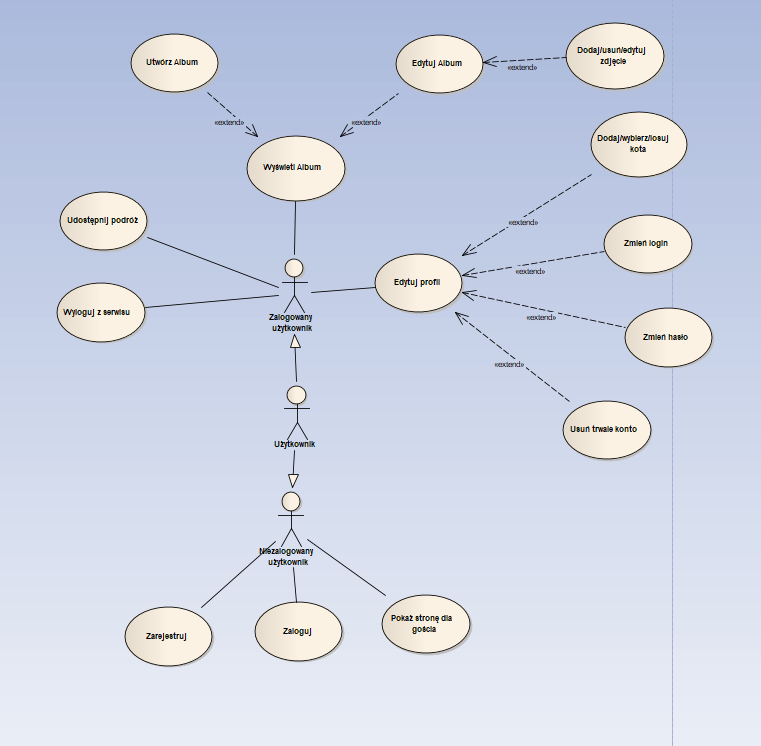 Utwórz Album
Edytuj Album
Dodaj/usuń/edytuj
zdjęcie
«extend»
«extend»
«extend»
Dodaj/wybierz/losuj
kota
Wyświetl Album
Udostępnij podróż
«extend»
Zmień login
«extend»
Edytuj profil
Wyloguj z serwisu
Zalogowany
użytkownik
«extend»
Zmień hasło
«extend»
Usuń trwale konto
Użytkownik
Niezalogowany
użytkownik
Zarejestruj
Zaloguj
Pokaż stronę dla
gościa